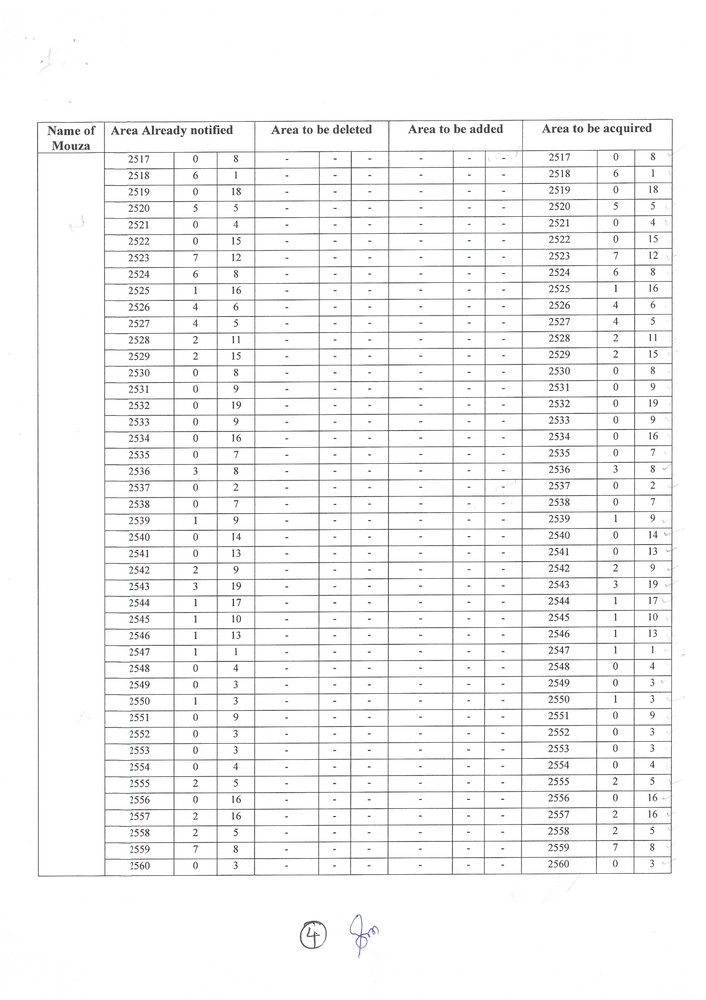 Name of Mouza Area Already notified Area to be deleted Area to be added Area to be acquired
2517 0 8 - - - - - - 2517 0 8
2518 6 1 - - - - - - 2518 6 1
2519 0 18 - - - - - - 2519 0 18
2520 5 5 - - - - - - 2520 5 5
2521 0 4 - - - - - - 2521 0 4
2522 0 15 - - - - - - 2522 0 15
2523 7 12 - - - - - - 2523 7 12
2524 6 8 - - - - - - 2524 6 8
2525 1 16 - - - - - - 2525 1 16
2526 4 6 - - - - - - 2526 4 6
2527 4 5 - - - - - - 2527 4 5
2528 2 11 - - - - - - 2528 2 11
2529 2 15 - - - - - - 2529 2 15
2530 0 8 - - - - - - 2530 0 8
2531 0 9 - - - - - - 2531 0 9
2532 0 19 - - - - - - 2532 0 19
2533 0 9 - - - - - - 2533 0 9
2534 0 16 - - - - - - 2534 0 16
2535 0 7 - - - - - - 2535 0 7
2536 3 8 - - - - - - 2536 3 8
2537 0 2 - - - - - - 2537 0 2
2538 0 7 - - - - - - 2538 0 7
2539 1 9 - - - - - - 2539 1 9
2540 0 14 - - - - - - 2540 0 14
2541 0 13 - - - - - - 2541 0 13
2542 2 9 - - - - - - 2542 2 9
2543 3 19 - - - - - - 2543 3 19
2544 1 17 - - - - - - 2544 1 17
2545 1 10 - - - - - - 2545 1 10
2546 1 13 - - - - - - 2546 1 13
2547 1 1 - - - - - - 2547 1 1
2548 0 4 - - - - - - 2548 0 4
2549 0 3 - - - - - - 2549 0 3
2550 1 3 - - - - - - 2550 1 3
2551 0 9 - - - - - - 2551 0 9
2552 0 3 - - - - - - 2552 0 3
2553 0 3 - - - - - - 2553 0 3
2554 0 4 - - - - - - 2554 0 4
2555 2 5 - - - - - - 2555 2 5
2556 0 16 - - - - - - 2556 0 16
2557 2 16 - - - - - - 2557 2 16
2558 2 5 - - - - - - 2558 2 5
2559 7 8 - - - - - - 2559 7 8
2560 0 3 - - - - - - 2560 0 3
4